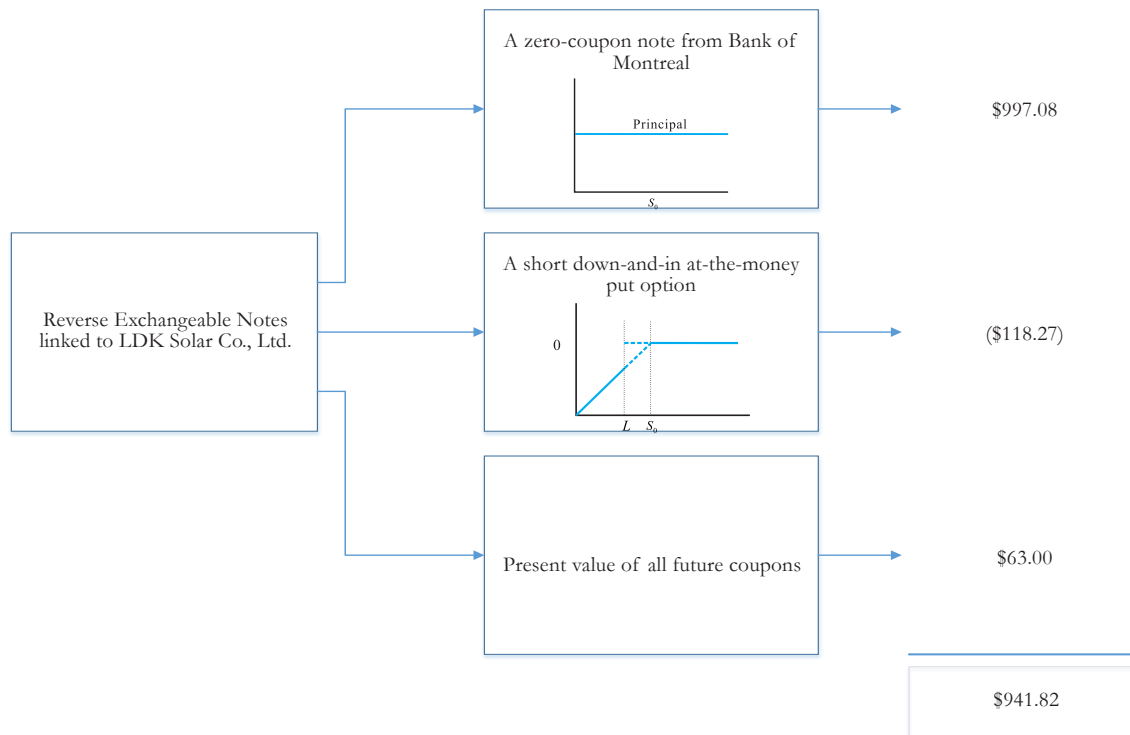 A zero-coupon note from Bank of
Montreal
Principal
S₀
$997.08
Reverse Exchangeable Notes
linked to LDK Solar Co., Ltd.
A short down-and-in at-the-money
put option
0
L S₀
($118.27)
Present value of all future coupons
$63.00
$941.82